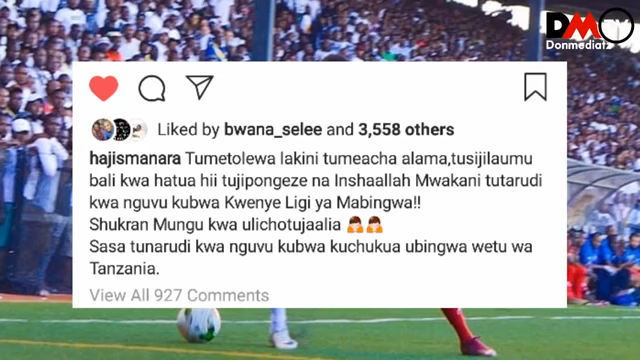 DMTV
Donmediatz
Liked by bwana_selee and 3,558 others
hajismanara Tumetolewa lakini tumeacha alama,tusijilaumu
bali kwa hatua hii tujipongeze na Inshaallah Mwakani tutarudi
kwa nguvu kubwa Kwenye Ligi ya Mabingwa!!
Shukran Mungu kwa ulichotujaalia 🙏🙏
Sasa tunarudi kwa nguvu kubwa kuchukua ubingwa wetu wa
Tanzania.
View All 927 Comments